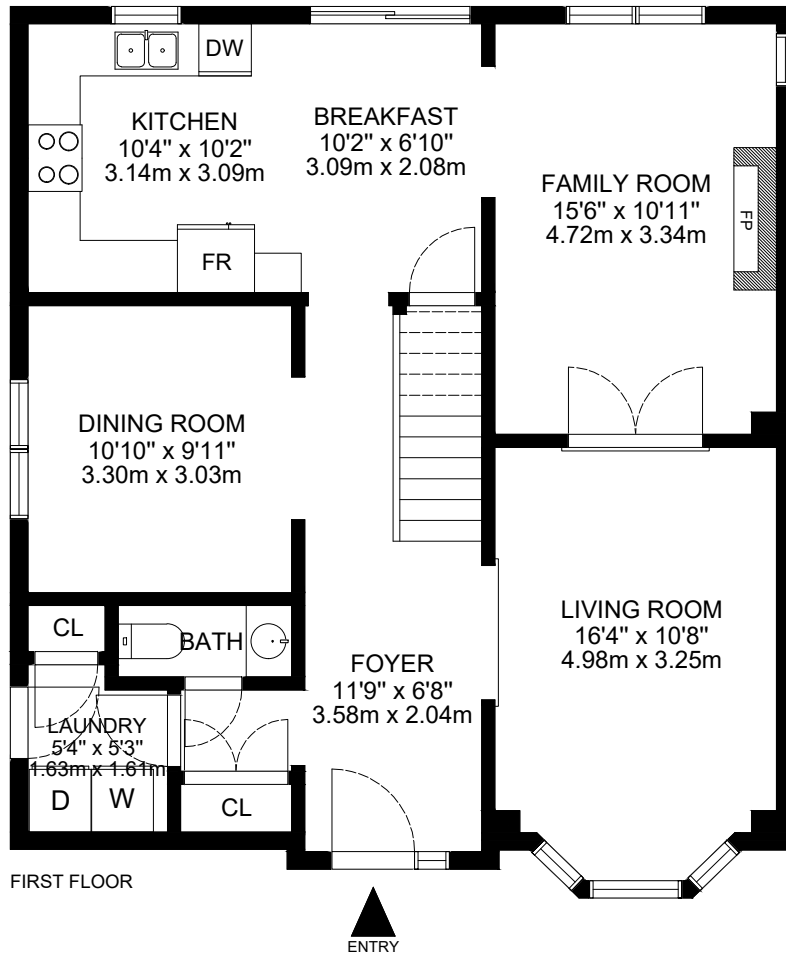 DW
KITCHEN
10'4" x 10'2"
3.14m x 3.09m
BREAKFAST
10'2" x 6'10"
3.09m x 2.08m
FAMILY ROOM
15'6" x 10'11"
4.72m x 3.34m
FP
FR
DINING ROOM
10'10" x 9'11"
3.30m x 3.03m
CL
BATH
LIVING ROOM
16'4" x 10'8"
4.98m x 3.25m
FOYER
11'9" x 6'8"
3.58m x 2.04m
LAUNDRY
5'4" x 5'3"
1.63m x 1.61m
D
W
CL
FIRST FLOOR
ENTRY